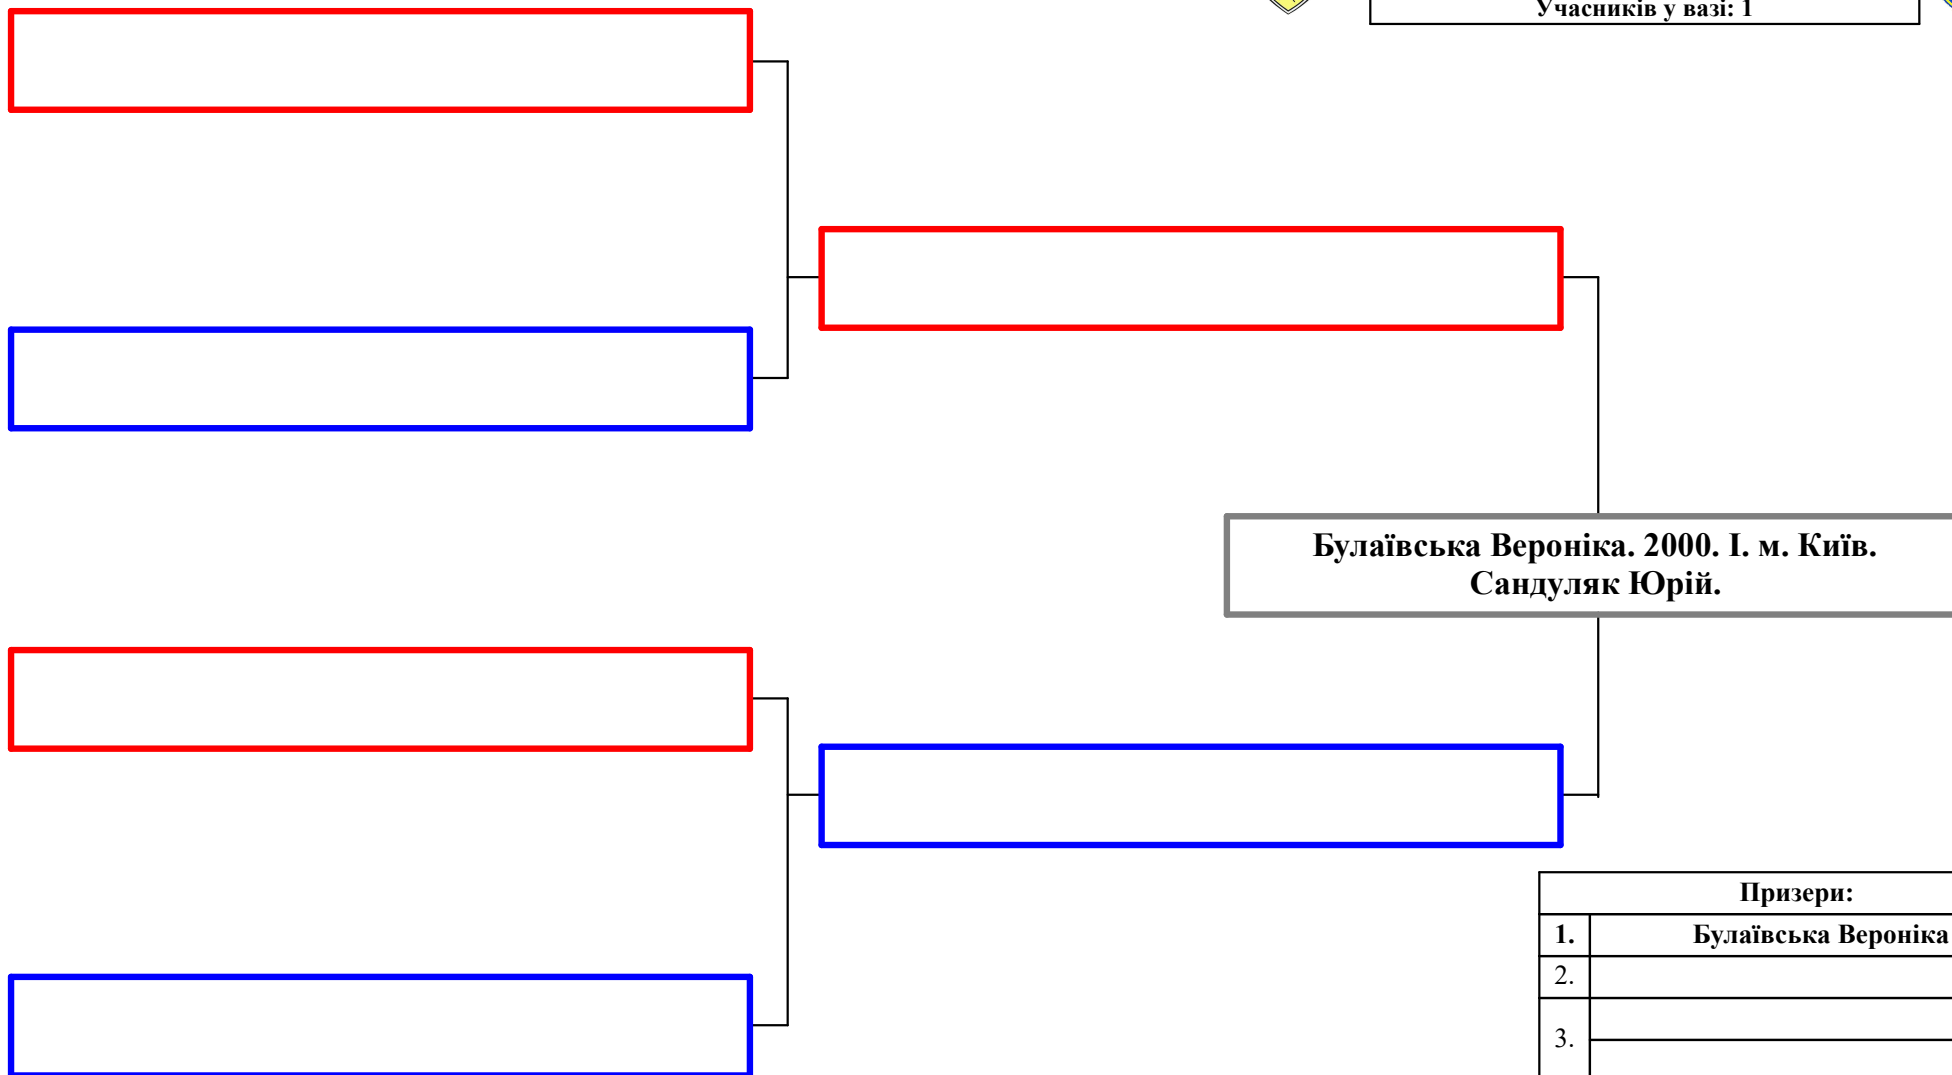 Учасників у вазі: 1
Булаївська Вероніка. 2000. І. м. Київ.
Сандуляк Юрій.
Призери:
1. Булаївська Вероніка
2.
3.